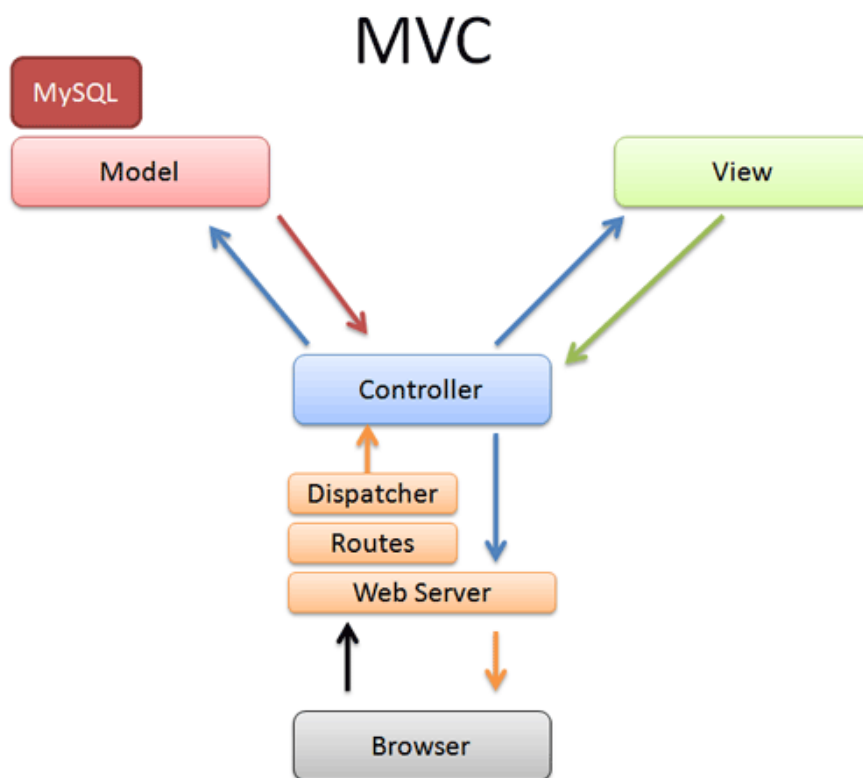 MVC
MySQL
Model
View
Controller
Dispatcher
Routes
Web Server
Browser